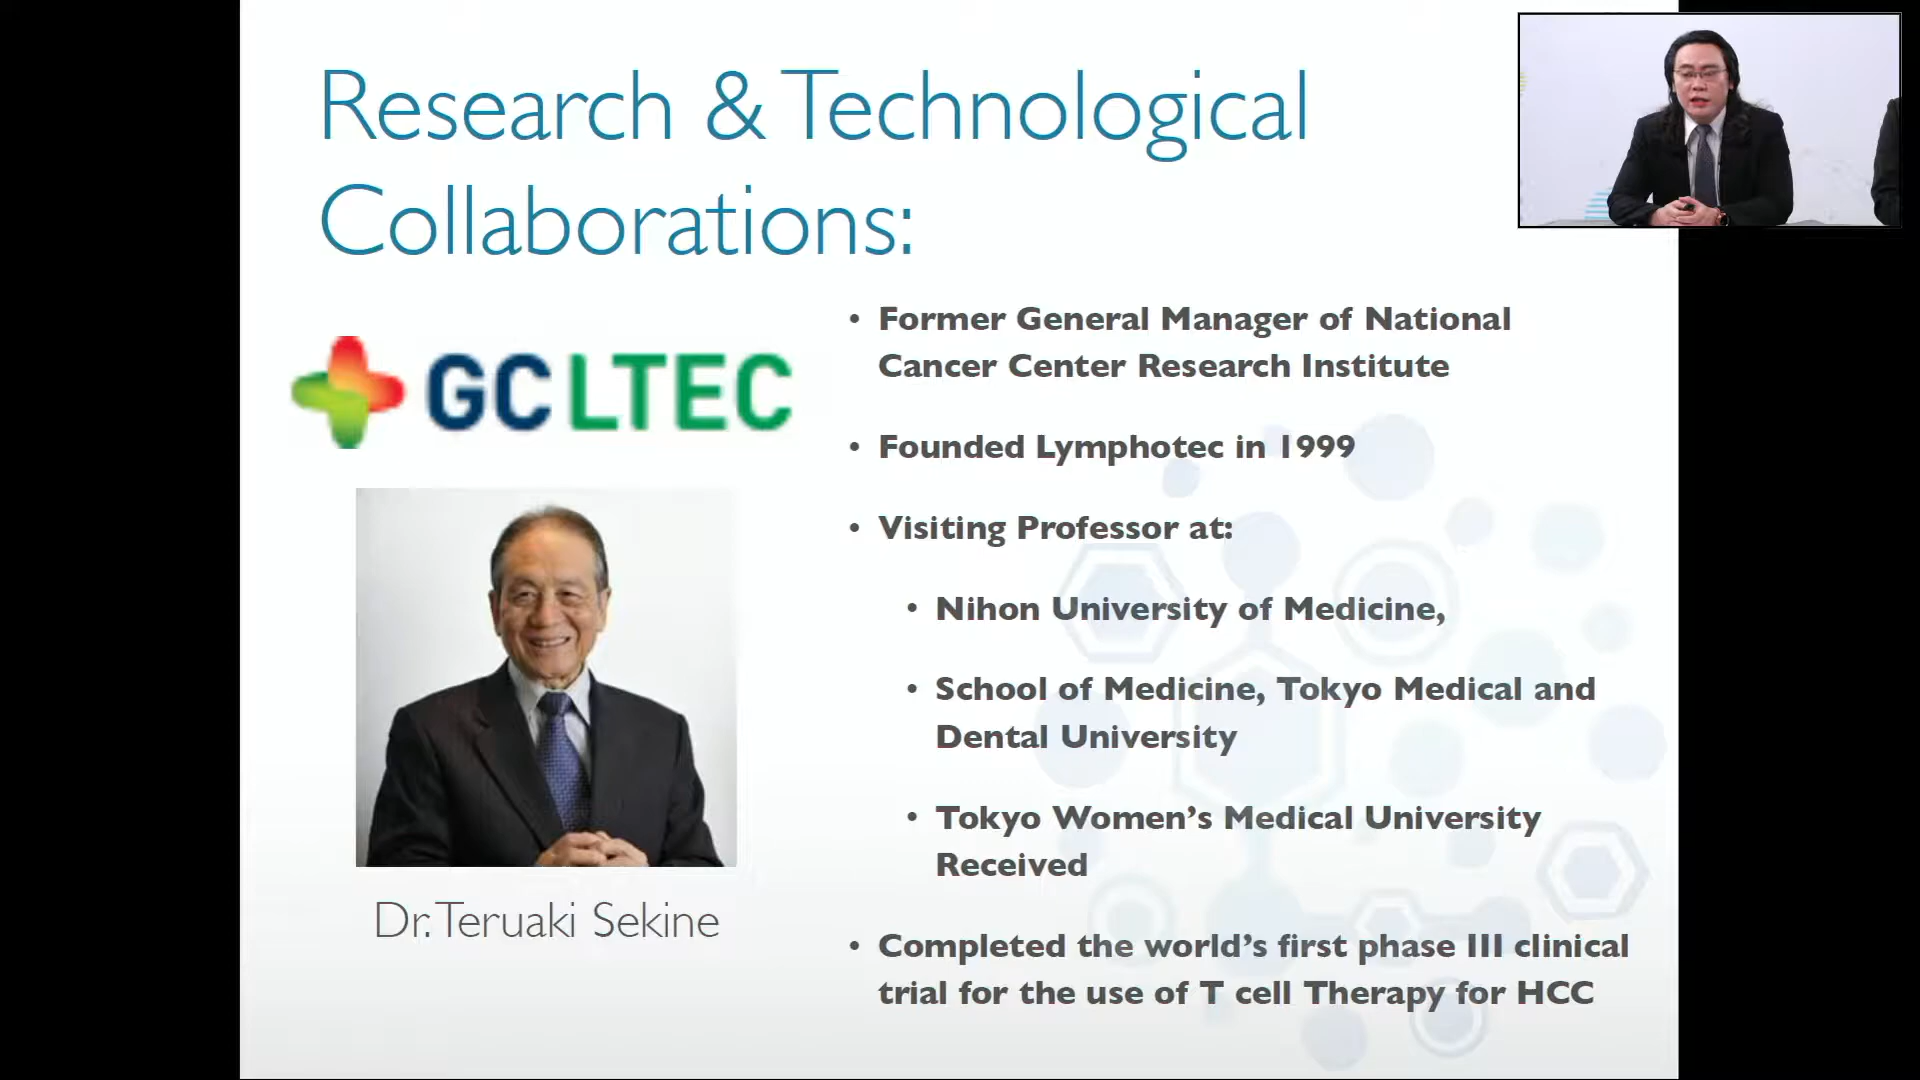 Research & Technological
Collaborations:
GC LTEC
Dr. Teruaki Sekine
• Former General Manager of National
Cancer Center Research Institute
• Founded Lymphotec in 1999
• Visiting Professor at:
• Nihon University of Medicine,
• School of Medicine, Tokyo Medical and
Dental University
• Tokyo Women’s Medical University
Received
• Completed the world’s first phase III clinical
trial for the use of T cell Therapy for HCC